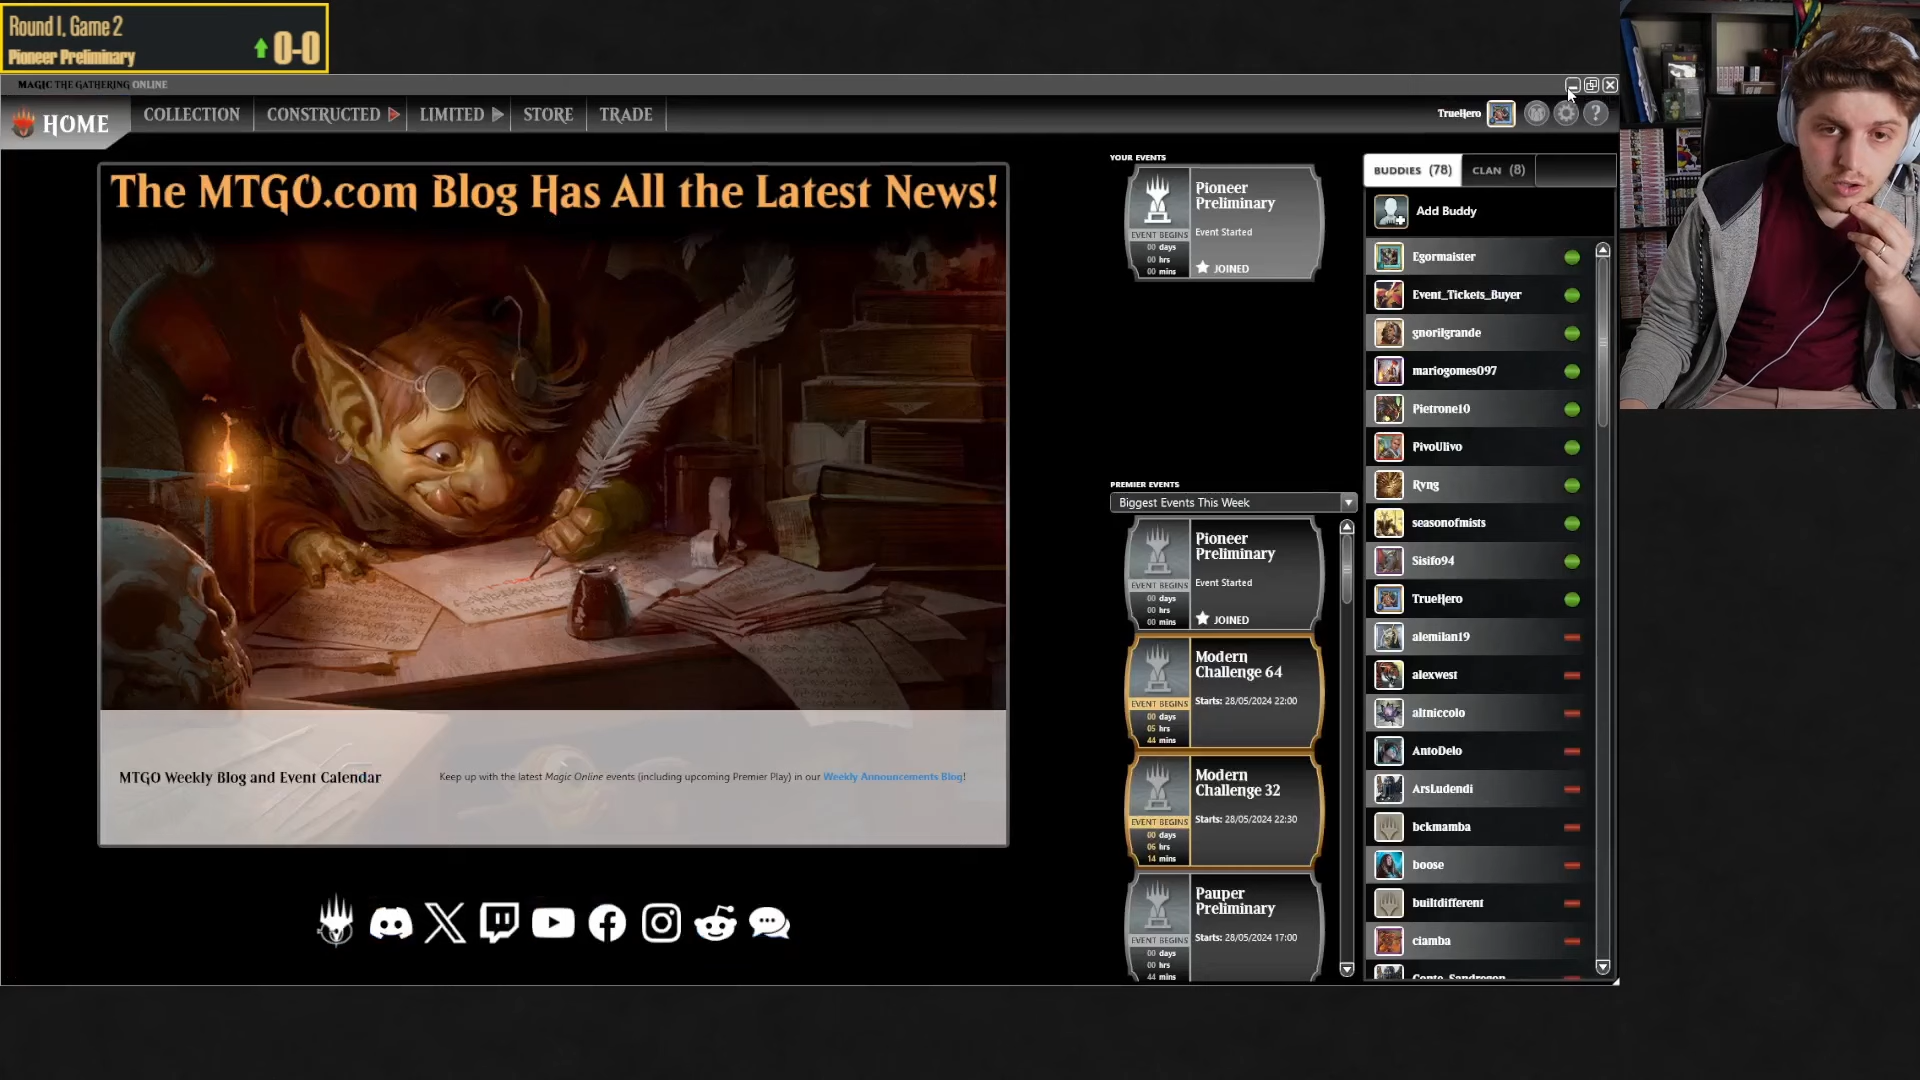 Round 1, Game 2
Pioneer Preliminary
0-0
MAGIC THE GATHERING ONLINE
HOME
COLLECTION
CONSTRUCTED
LIMITED
STORE
TRADE
TrueHero
?
The MTGO.com Blog Has All the Latest News!
MTGO Weekly Blog and Event Calendar
Keep up with the latest Magic Online events (including upcoming Premier Play) in our Weekly Announcements Blog!
YOUR EVENTS
Pioneer
Preliminary
Event Started
EVENT BEGINS
00 days
00 hrs
00 mins
JOINED
PREMIER EVENTS
Biggest Events This Week
Pioneer
Preliminary
Event Started
EVENT BEGINS
00 days
00 hrs
00 mins
JOINED
Modern
Challenge 64
Starts: 28/05/2024 22:00
EVENT BEGINS
00 days
05 hrs
44 mins
Modern
Challenge 32
Starts: 28/05/2024 22:30
EVENT BEGINS
00 days
06 hrs
14 mins
Pauper
Preliminary
Starts: 28/05/2024 17:00
EVENT BEGINS
00 days
00 hrs
44 mins
BUDDIES (78)
CLAN (8)
Add Buddy
Egormaister
Event_Tickets_Buyer
gnorilgrande
mariogomes097
Pietrone10
PivoUlivo
Rvng
seasonofmists
Sisifo94
TrueHero
alemilan19
alexwest
altniccolo
AntoDelo
ArsLudendi
bckmamba
boose
builtdifferent
ciamba